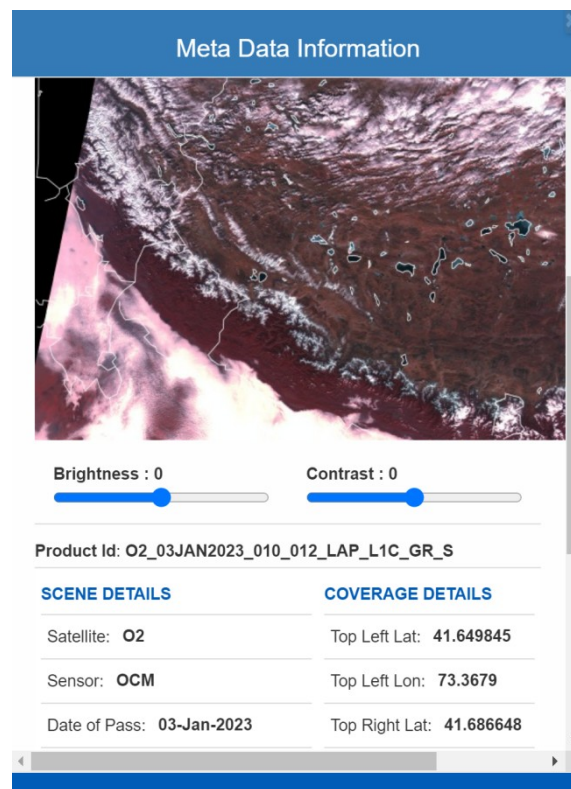 Meta Data Information
Brightness : 0
Contrast : 0
Product Id: O2_03JAN2023_010_012_LAP_L1C_GR_S
SCENE DETAILS
COVERAGE DETAILS
Satellite: O2
Top Left Lat: 41.649845
Sensor: OCM
Top Left Lon: 73.3679
Date of Pass: 03-Jan-2023
Top Right Lat: 41.686648